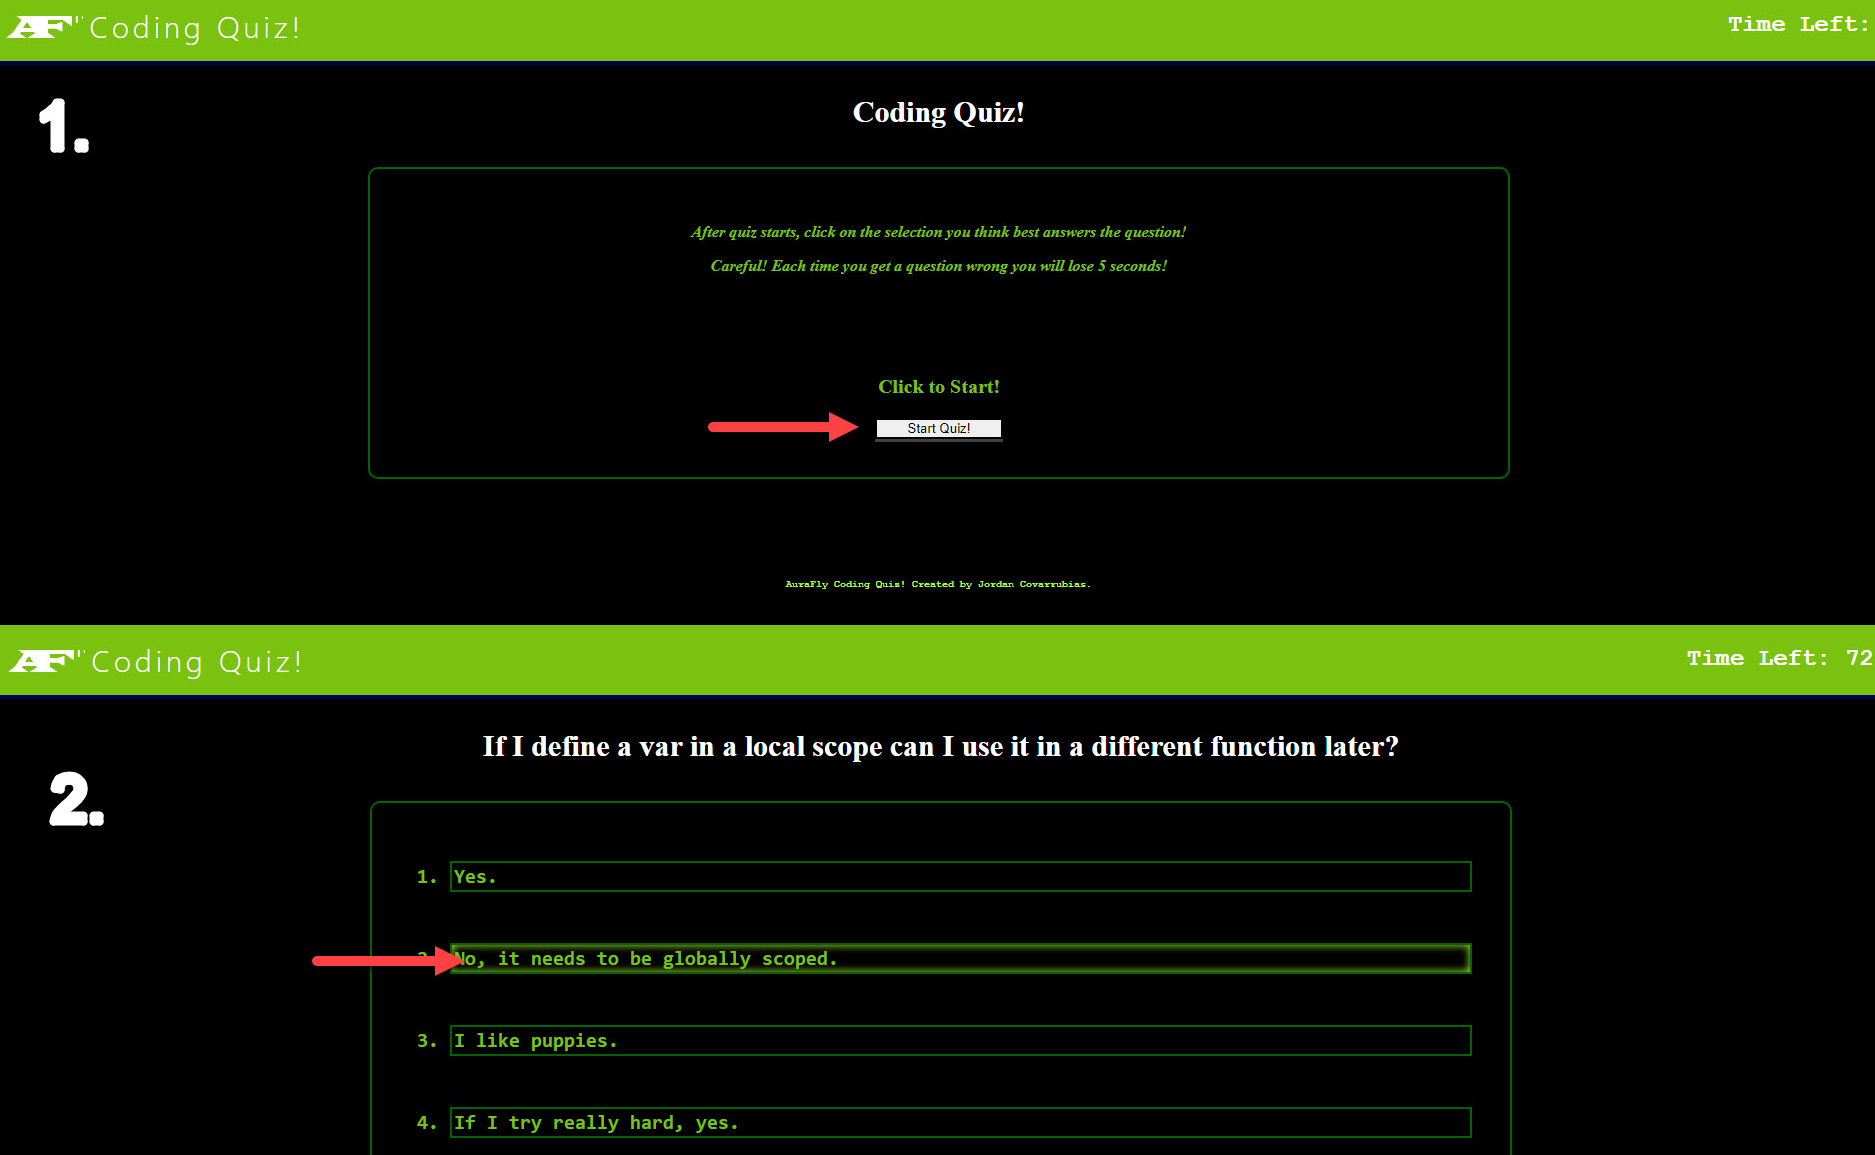 AF Coding Quiz!
Time Left:
1.
Coding Quiz!
After quiz starts, click on the selection you think best answers the question!
Careful! Each time you get a question wrong you will lose 5 seconds!
Click to Start!
Start Quiz!
AuraFly Coding Quiz! Created by Jordan Covarrubias.
AF Coding Quiz!
Time Left: 72
2.
If I define a var in a local scope can I use it in a different function later?
1. Yes.
No, it needs to be globally scoped.
3. I like puppies.
4. If I try really hard, yes.